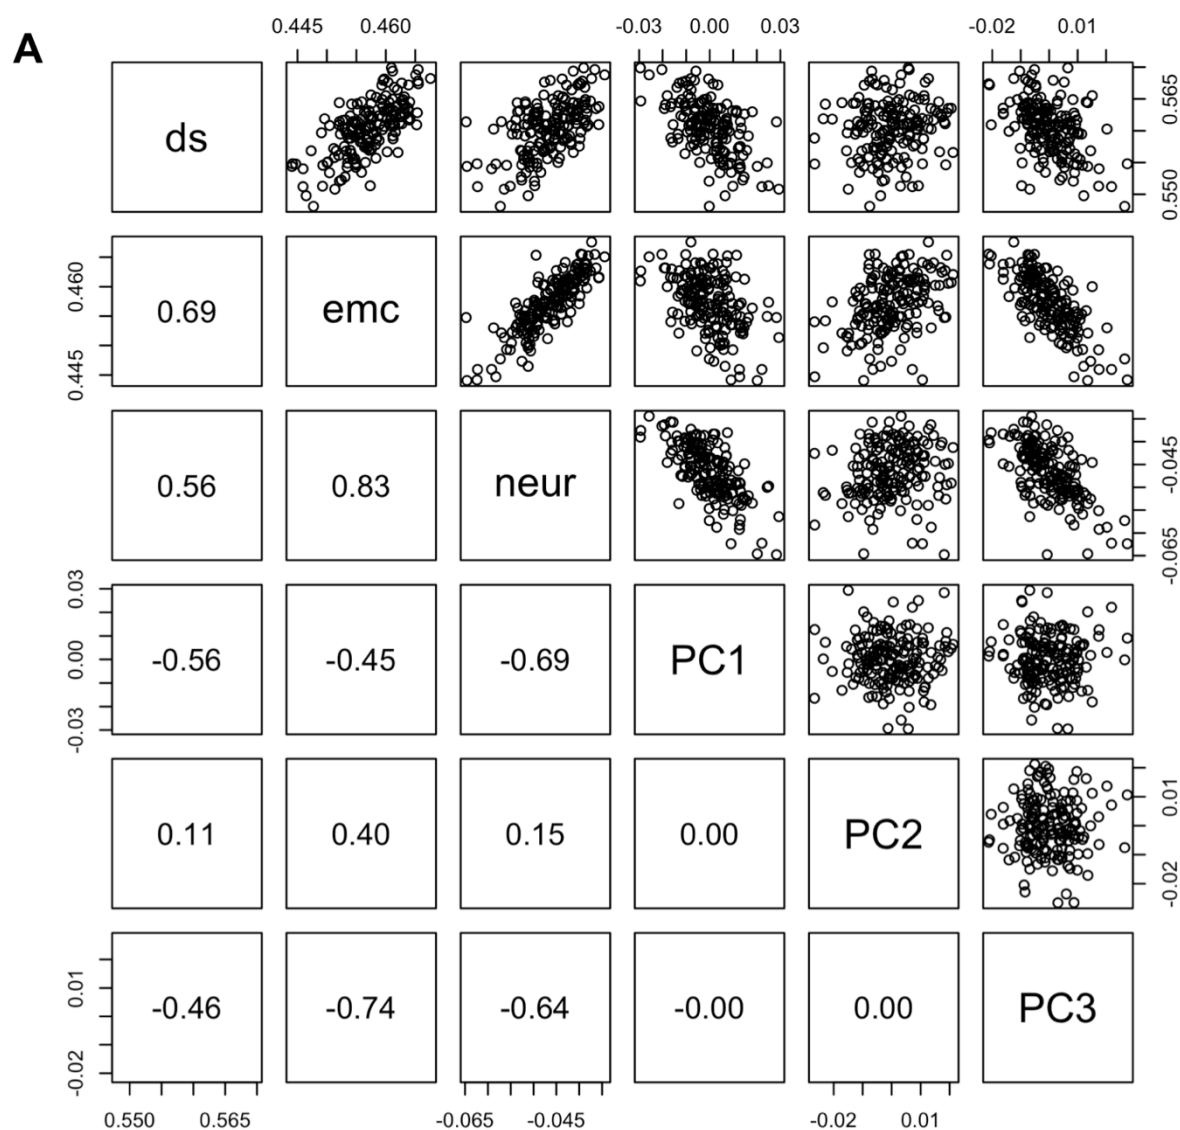 A
0.445 0.460 -0.03 0.00 0.03 -0.02 0.01
ds
0.550 0.565
0.445 0.460
0.69 emc
0.56 0.83 neur
-0.065 -0.045
-0.03 0.00 0.03
-0.56 -0.45 -0.69 PC1
0.11 0.40 0.15 0.00 PC2
-0.02 0.01
-0.02 0.01
-0.46 -0.74 -0.64 -0.00 0.00 PC3
0.550 0.565 -0.065 -0.045 -0.02 0.01